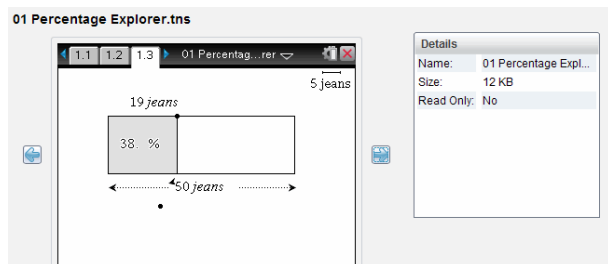 01 Percentage Explorer.tns
1.1 1.2 1.3 01 Percentag...rer
5 jeans
19 jeans
38. %
50 jeans
Details
Name: 01 Percentage Expl...
Size: 12 KB
Read Only: No